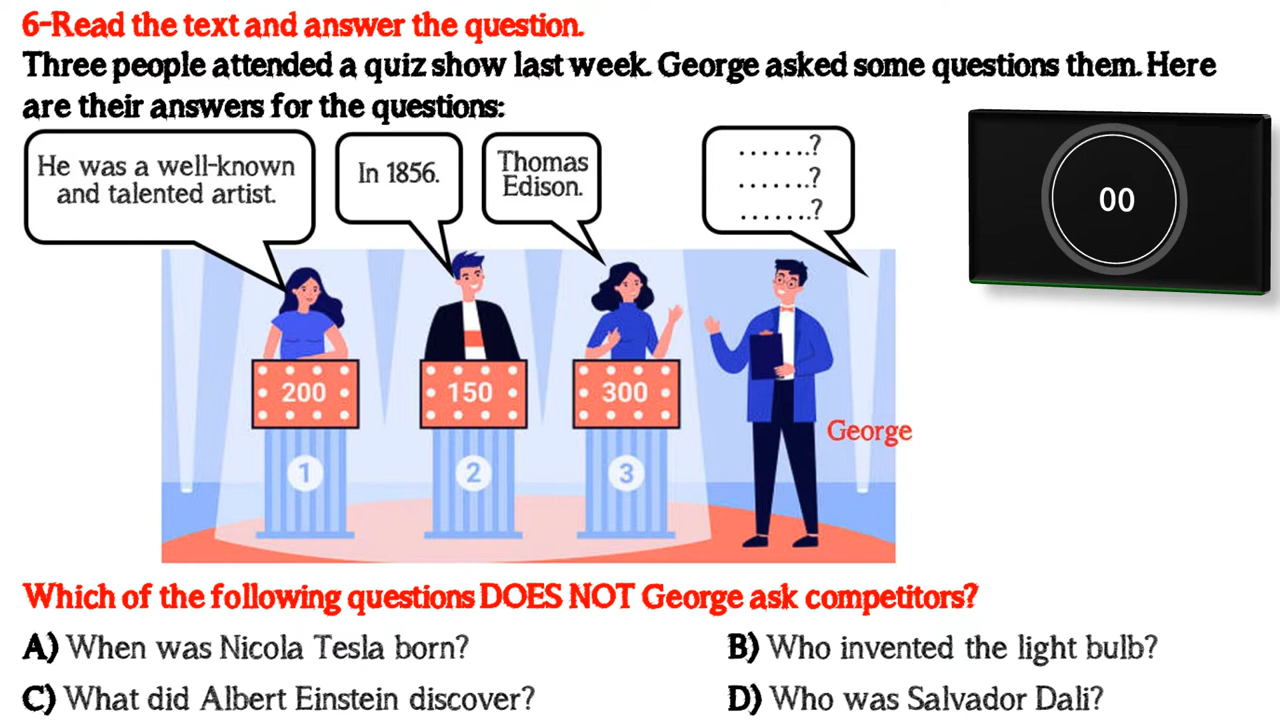 6-Read the text and answer the question.
Three people attended a quiz show last week. George asked some questions them. Here
are their answers for the questions:
He was a well-known
and talented artist.
In 1856.
Thomas
Edison.
.......?
.......?
.......?
00
200
150
300
George
1
2
3
Which of the following questions DOES NOT George ask competitors?
A) When was Nicola Tesla born?
B) Who invented the light bulb?
C) What did Albert Einstein discover?
D) Who was Salvador Dali?